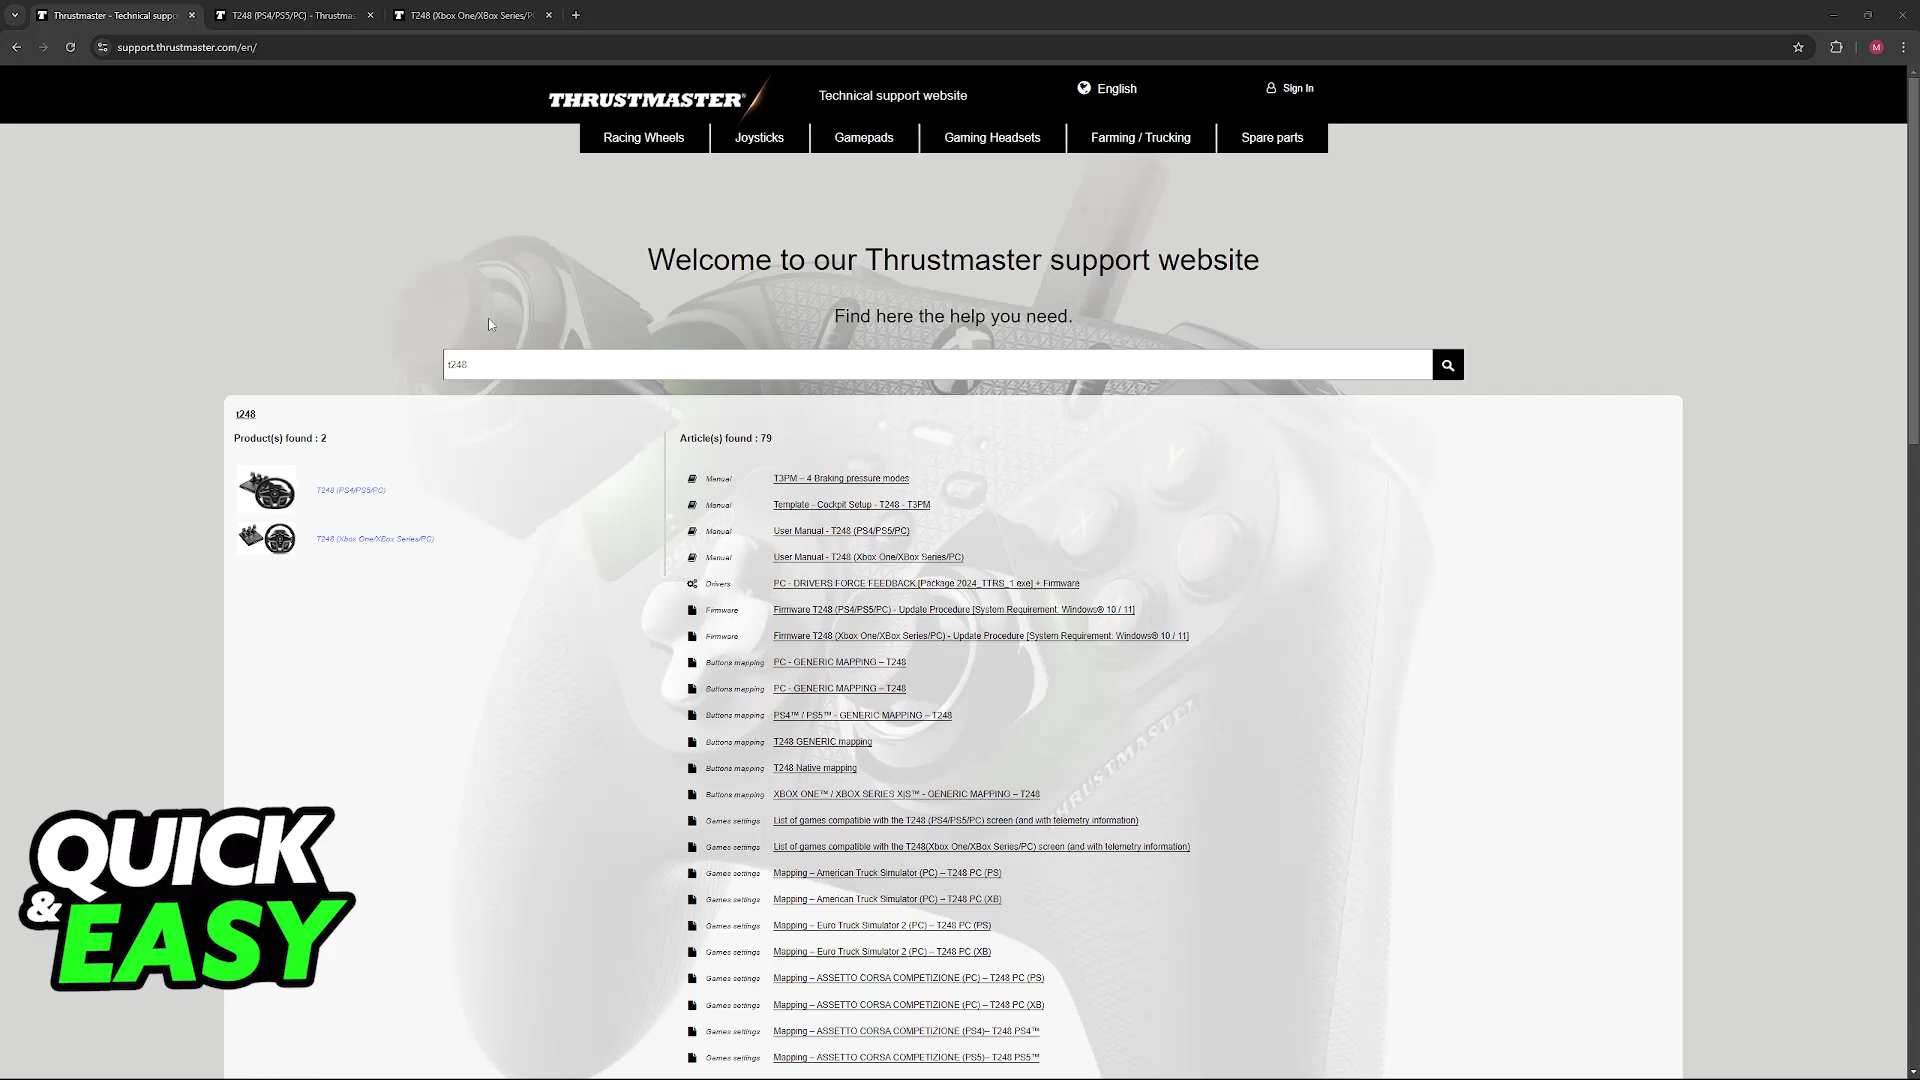 Thrustmaster - Technical suppo
T248 (PS4/PS5/PC) - Thrustmas
T248 (Xbox One/XBox Series/PC
support.thrustmaster.com/en/
M
THRUSTMASTER®
Technical support website
English
Sign In
Racing Wheels
Joysticks
Gamepads
Gaming Headsets
Farming / Trucking
Spare parts
Welcome to our Thrustmaster support website
Find here the help you need.
t248
t248
Product(s) found : 2
T248 (PS4/PS5/PC)
T248 (Xbox One/XBox Series/PC)
Article(s) found : 79
Manual T3PM – 4 Braking pressure modes
Manual Template - Cockpit Setup - T248 - T3PM
Manual User Manual - T248 (PS4/PS5/PC)
Manual User Manual - T248 (Xbox One/XBox Series/PC)
Drivers PC - DRIVERS FORCE FEEDBACK [Package 2024_TTRS_1 exe] + Firmware
Firmware Firmware T248 (PS4/PS5/PC) - Update Procedure [System Requirement: Windows® 10 / 11]
Firmware Firmware T248 (Xbox One/XBox Series/PC) - Update Procedure [System Requirement: Windows® 10 / 11]
Buttons mapping PC - GENERIC MAPPING – T248
Buttons mapping PC - GENERIC MAPPING – T248
Buttons mapping PS4™ / PS5™ - GENERIC MAPPING – T248
Buttons mapping T248 GENERIC mapping
Buttons mapping T248 Native mapping
Buttons mapping XBOX ONE™ / XBOX SERIES X|S™ - GENERIC MAPPING – T248
Games settings List of games compatible with the T248 (PS4/PS5/PC) screen (and with telemetry information)
Games settings List of games compatible with the T248(Xbox One/XBox Series/PC) screen (and with telemetry information)
Games settings Mapping – American Truck Simulator (PC) – T248 PC (PS)
Games settings Mapping – American Truck Simulator (PC) – T248 PC (XB)
Games settings Mapping – Euro Truck Simulator 2 (PC) – T248 PC (PS)
Games settings Mapping – Euro Truck Simulator 2 (PC) – T248 PC (XB)
Games settings Mapping – ASSETTO CORSA COMPETIZIONE (PC) – T248 PC (PS)
Games settings Mapping – ASSETTO CORSA COMPETIZIONE (PC) – T248 PC (XB)
Games settings Mapping – ASSETTO CORSA COMPETIZIONE (PS4)– T248 PS4™
Games settings Mapping – ASSETTO CORSA COMPETIZIONE (PS5)– T248 PS5™
THRUSTMASTER
QUICK
& EASY